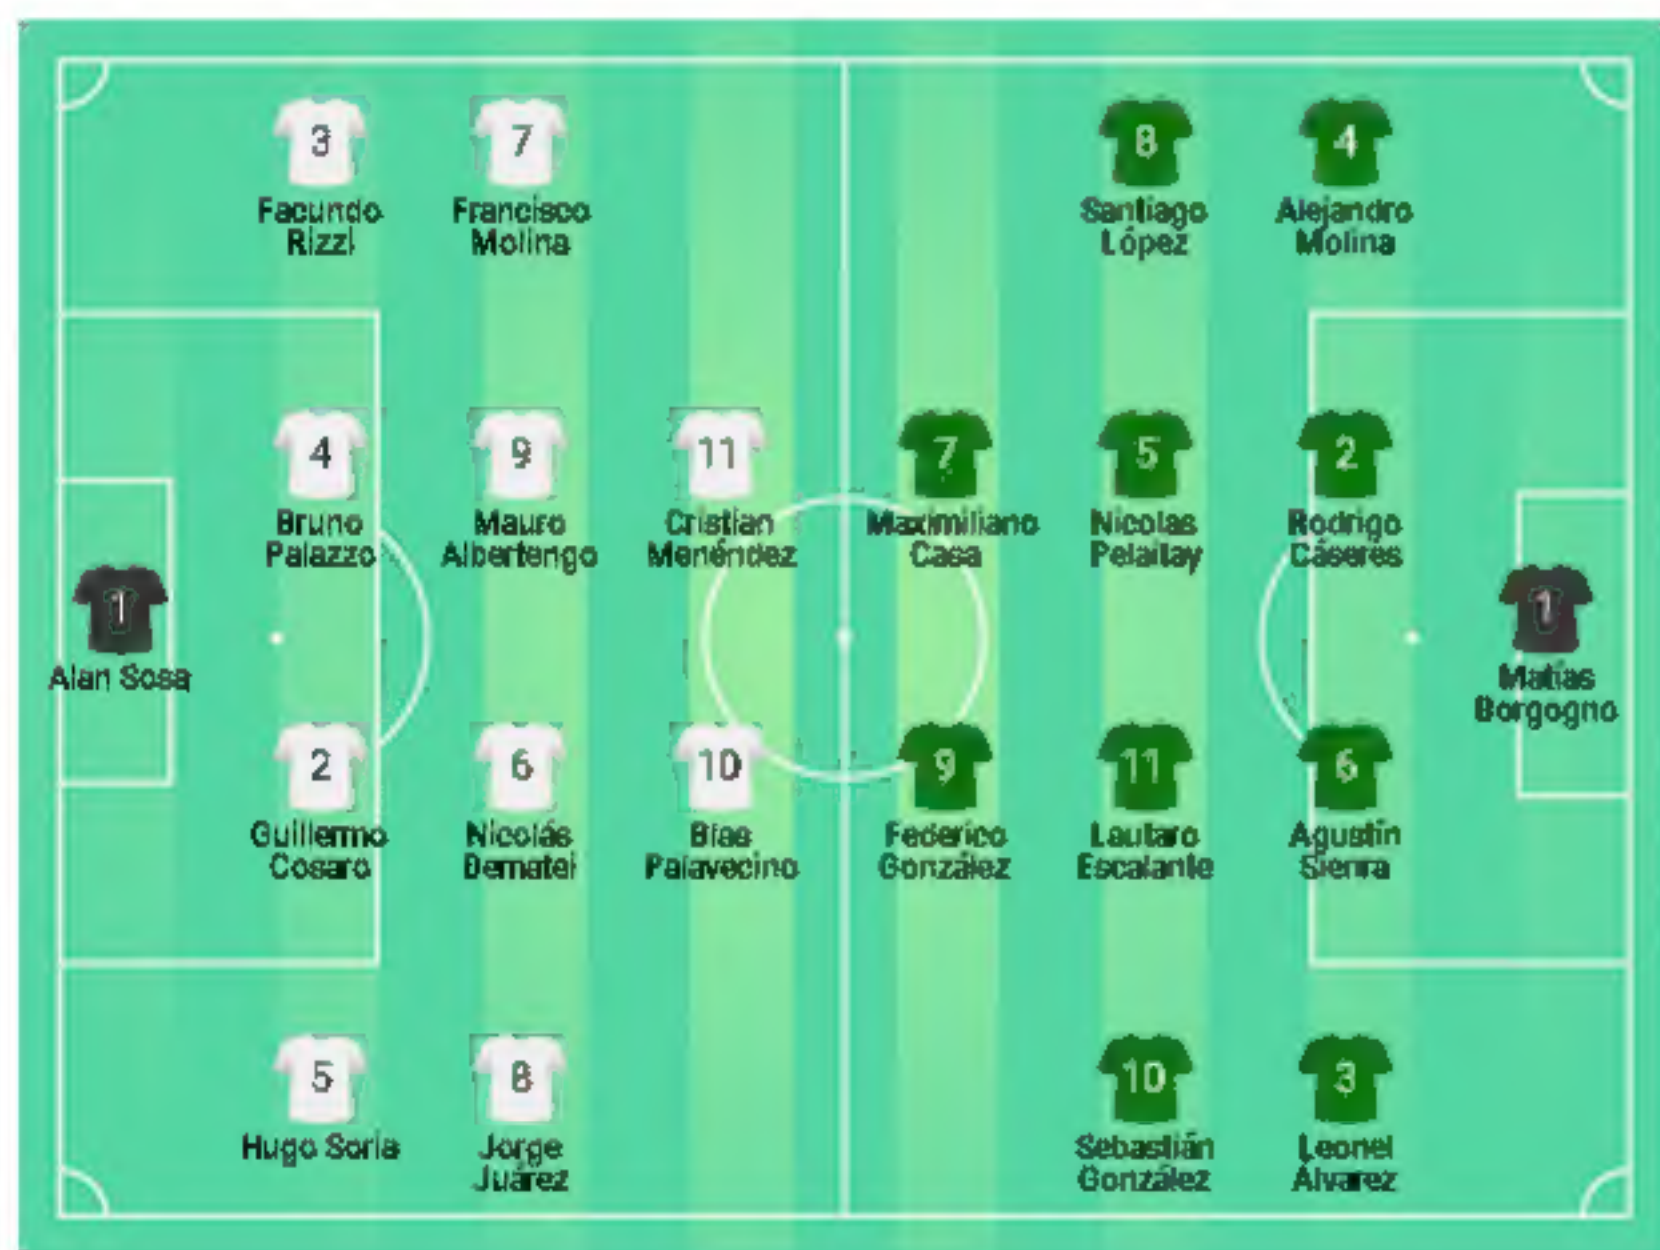 3
Facundo
Rizzi
7
Francisco
Molina
8
Santiago
López
4
Alejandro
Molina
4
Bruno
Palazzo
9
Mauro
Albertengo
11
Cristian
Menéndez
7
Maximiliano
Casa
5
Nicolas
Pelaitay
2
Rodrigo
Cáseres
1
Alan Sosa
1
Matías
Borgogno
2
Guillermo
Cosaro
6
Nicolás
Dematei
10
Blas
Palavecino
9
Federico
González
11
Lautaro
Escalante
6
Agustín
Sienra
5
Hugo Soria
8
Jorge
Juárez
10
Sebastián
González
3
Leonel
Álvarez